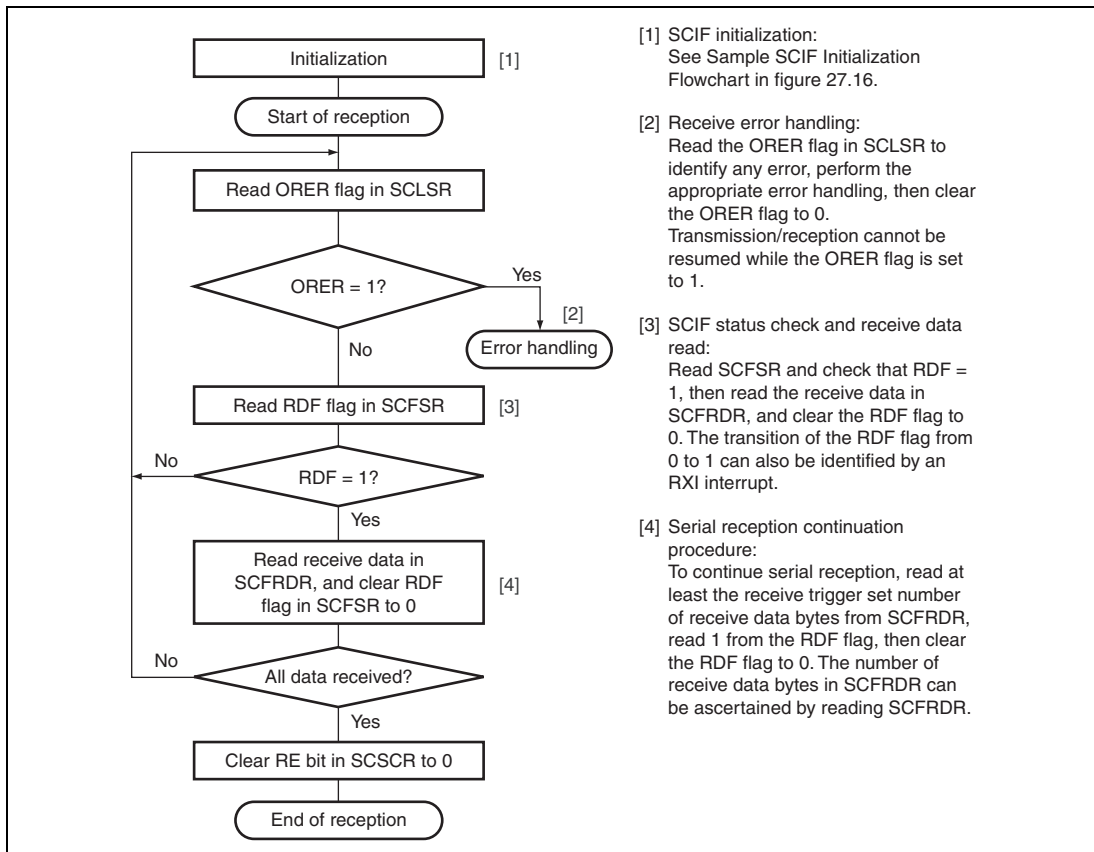 Initialization
[1]
Start of reception
Read ORER flag in SCLSR
ORER = 1?
Yes
[2]
Error handling
No
Read RDF flag in SCFSR
[3]
No
RDF = 1?
Yes
Read receive data in
SCFRDR, and clear RDF
flag in SCFSR to 0
[4]
No
All data received?
Yes
Clear RE bit in SCSCR to 0
End of reception
[1] SCIF initialization:
See Sample SCIF Initialization
Flowchart in figure 27.16.
[2] Receive error handling:
Read the ORER flag in SCLSR to
identify any error, perform the
appropriate error handling, then clear
the ORER flag to 0.
Transmission/reception cannot be
resumed while the ORER flag is set
to 1.
[3] SCIF status check and receive data
read:
Read SCFSR and check that RDF =
1, then read the receive data in
SCFRDR, and clear the RDF flag to
0. The transition of the RDF flag from
0 to 1 can also be identified by an
RXI interrupt.
[4] Serial reception continuation
procedure:
To continue serial reception, read at
least the receive trigger set number
of receive data bytes from SCFRDR,
read 1 from the RDF flag, then clear
the RDF flag to 0. The number of
receive data bytes in SCFRDR can
be ascertained by reading SCFRDR.